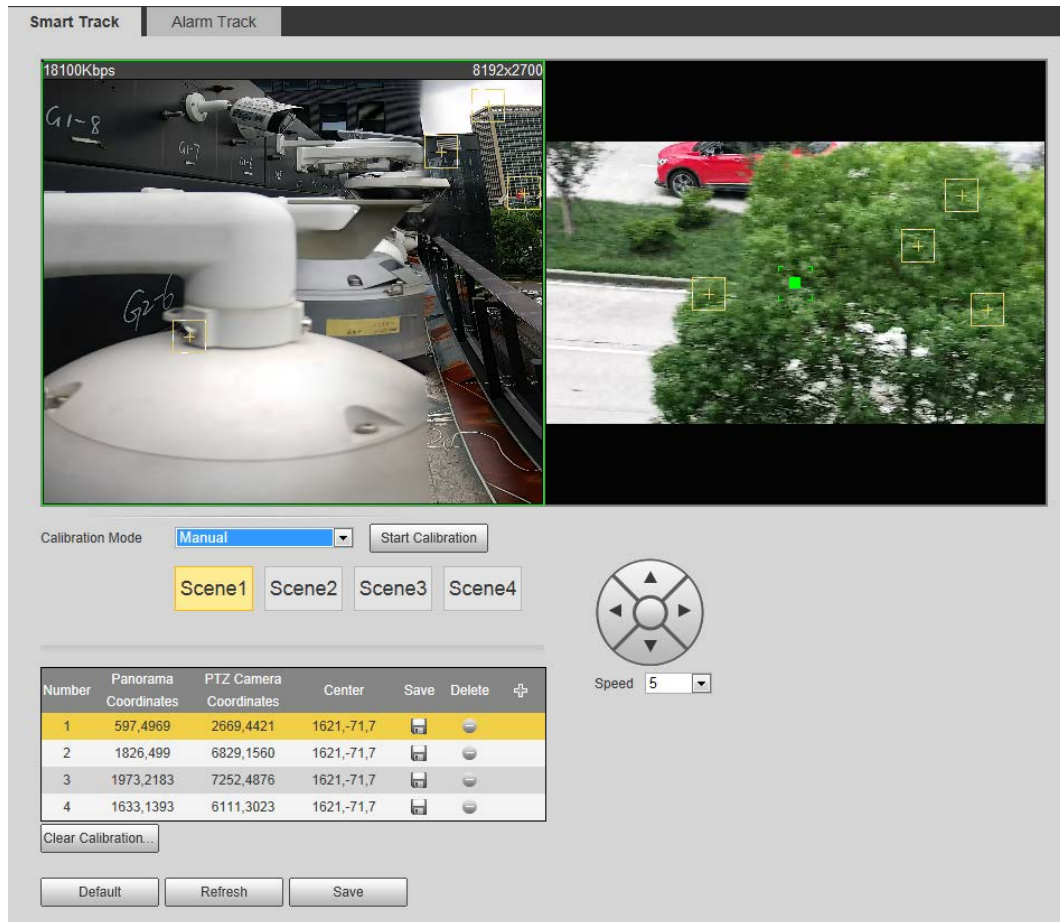 Smart Track Alarm Track
18100Kbps 8192x2700
G1-8
G1-7
G2-6
Calibration Mode Manual Start Calibration
Scene1 Scene2 Scene3 Scene4
Speed 5
Number Panorama Coordinates PTZ Camera Coordinates Center Save Delete
1 597,4969 2669,4421 1621,-71,7
2 1826,499 6829,1560 1621,-71,7
3 1973,2183 7252,4876 1621,-71,7
4 1633,1393 6111,3023 1621,-71,7
Clear Calibration...
Default Refresh Save